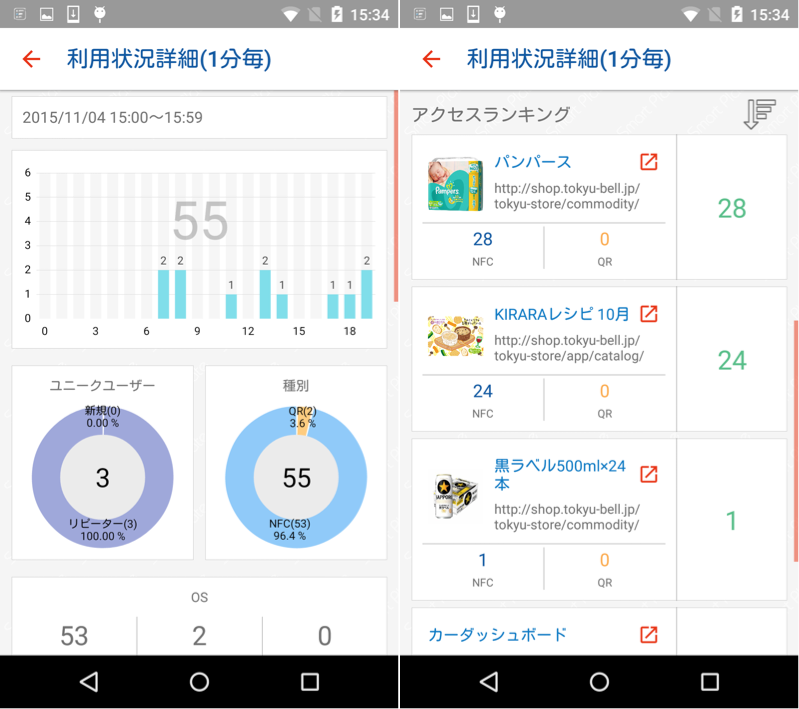 15:34
利用状況詳細(1分毎)
2015/11/04 15:00〜15:59
55
6
5
4
3
2
1
0
2
2
1
2
1
1
1
2
0
3
6
9
12
15
18
ユニークユーザー
新規(0)
0.00 %
3
リピーター(3)
100.00 %
種別
QR(2)
3.6 %
55
NFC(53)
96.4 %
OS
53
2
0
15:34
利用状況詳細(1分毎)
アクセスランキング
パンパース
http://shop.tokyu-bell.jp/
tokyu-store/commodity/
28
NFC
0
QR
28
Pampers
KIRARAレシピ 10月
http://shop.tokyu-bell.jp/
tokyu-store/app/catalog/
24
NFC
0
QR
24
黒ラベル500ml×24
本
http://shop.tokyu-bell.jp/
tokyu-store/commodity/
1
NFC
0
QR
1
SAPPORO
カーダッシュボード